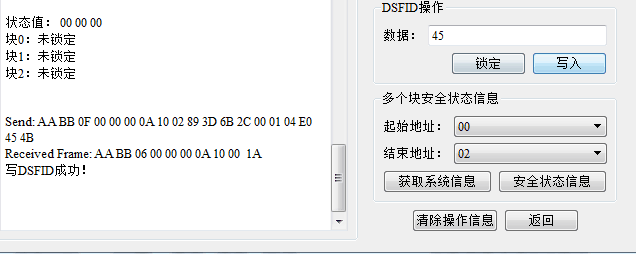 状态值： 00 00 00
块0：未锁定
块1：未锁定
块2：未锁定
Send: AA BB 0F 00 00 00 0A 10 02 89 3D 6B 2C 00 01 04 E0
45 4B
Received Frame: AA BB 06 00 00 00 0A 10 00  1A
写DSFID成功！
DSFID操作
数据： 45
锁定 写入
多个块安全状态信息
起始地址： 00
结束地址： 02
获取系统信息 安全状态信息
清除操作信息 返回